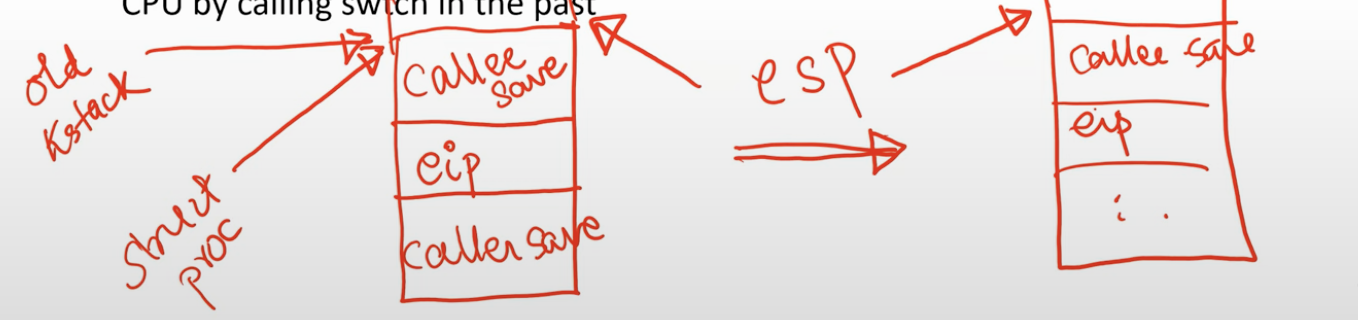 CPU by calling swtch in the past
old
kstack
struct
proc
callee
save
eip
caller save
esp
callee save
eip